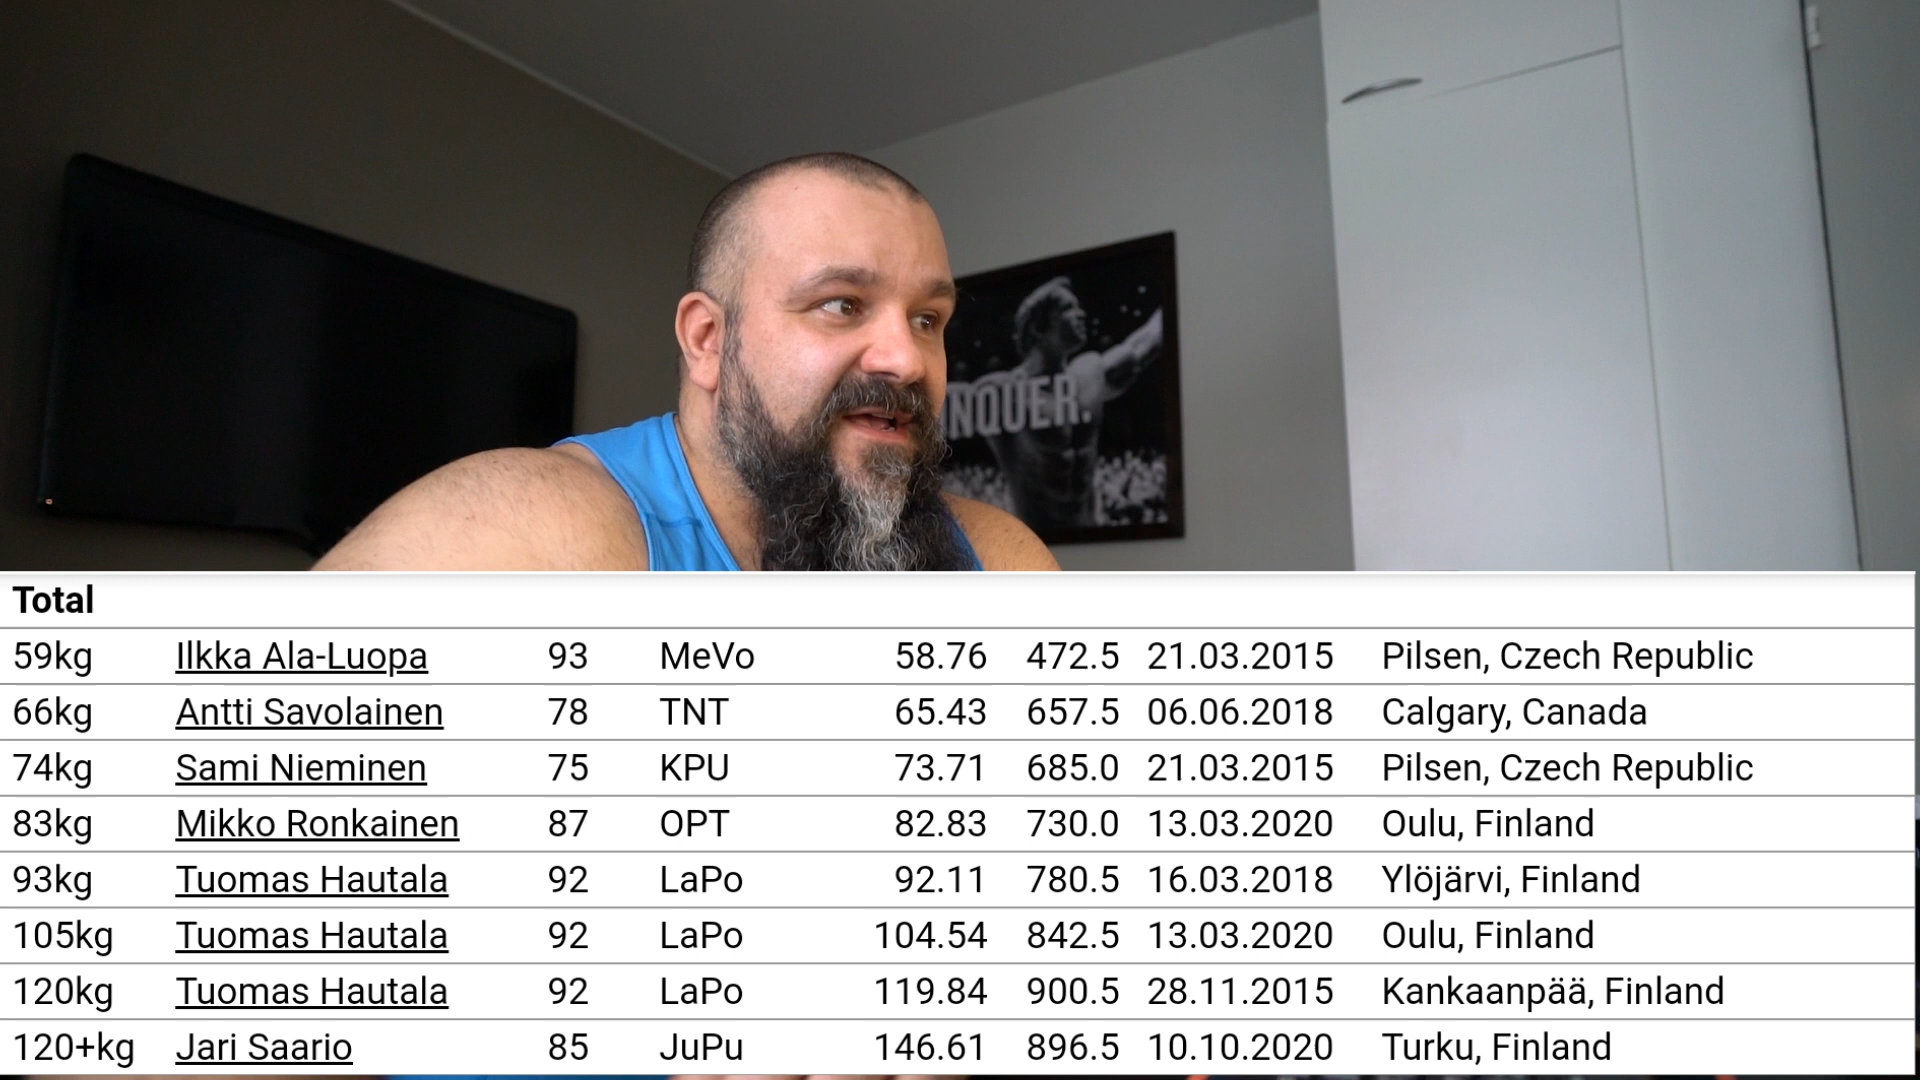 NQUER.
Total
59kg Ilkka Ala-Luopa 93 MeVo 58.76 472.5 21.03.2015 Pilsen, Czech Republic
66kg Antti Savolainen 78 TNT 65.43 657.5 06.06.2018 Calgary, Canada
74kg Sami Nieminen 75 KPU 73.71 685.0 21.03.2015 Pilsen, Czech Republic
83kg Mikko Ronkainen 87 OPT 82.83 730.0 13.03.2020 Oulu, Finland
93kg Tuomas Hautala 92 LaPo 92.11 780.5 16.03.2018 Ylöjärvi, Finland
105kg Tuomas Hautala 92 LaPo 104.54 842.5 13.03.2020 Oulu, Finland
120kg Tuomas Hautala 92 LaPo 119.84 900.5 28.11.2015 Kankaanpää, Finland
120+kg Jari Saario 85 JuPu 146.61 896.5 10.10.2020 Turku, Finland